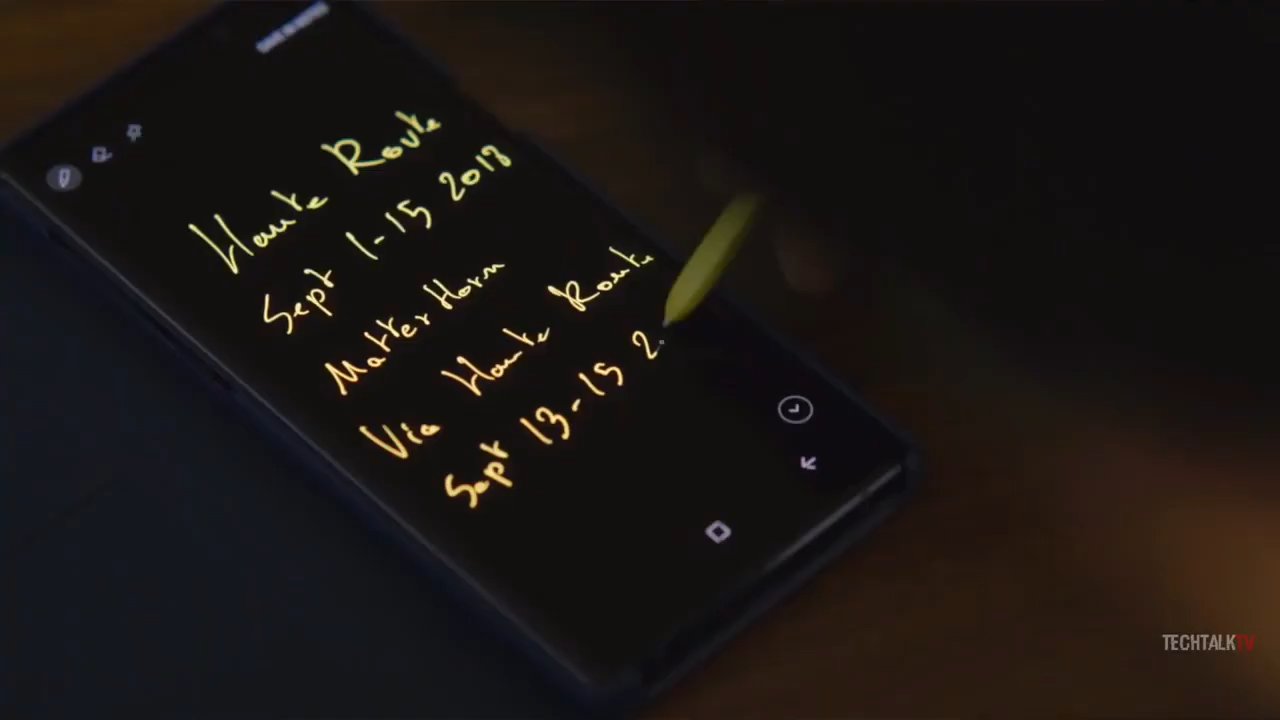 Haute Route
Sept 1-15 2018
MatterHorn
Via Haute Route
Sept 13-15 2
TECHTALKTV